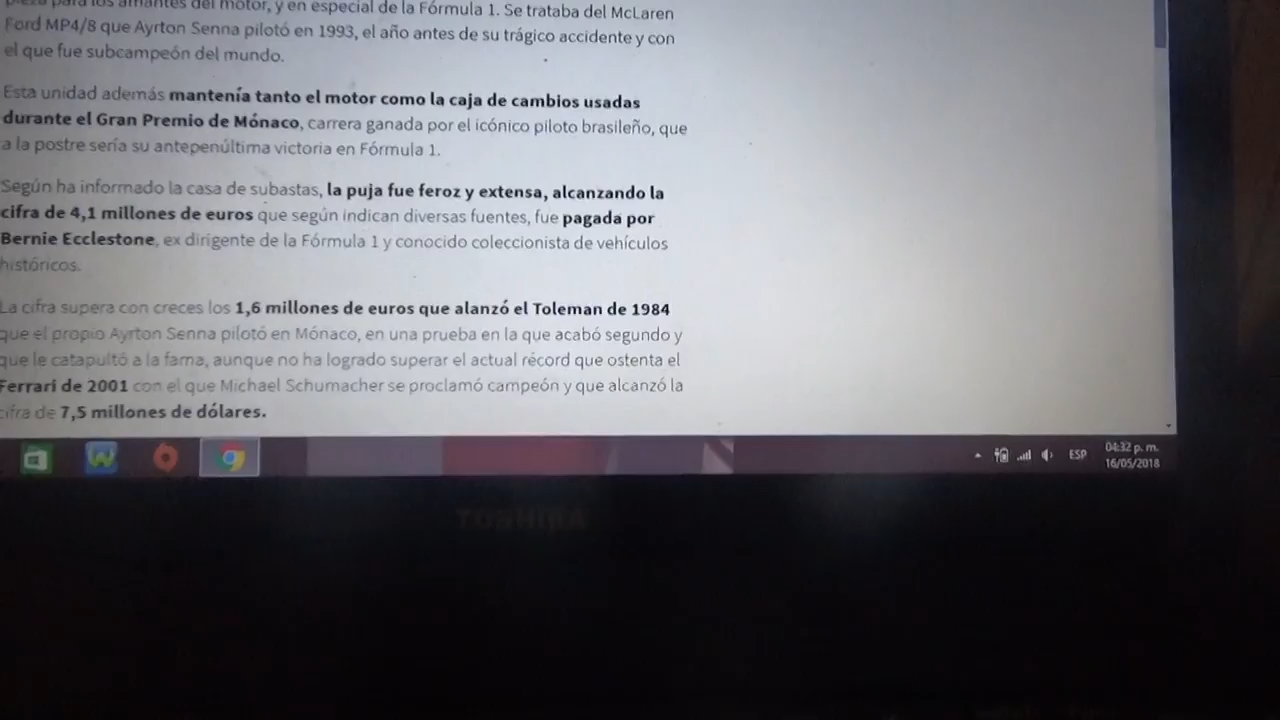 para los amantes del motor, y en especial de la Fórmula 1. Se trataba del McLaren
Ford MP4/8 que Ayrton Senna pilotó en 1993, el año antes de su trágico accidente y con
el que fue subcampeón del mundo.
Esta unidad además mantenía tanto el motor como la caja de cambios usadas
durante el Gran Premio de Mónaco, carrera ganada por el icónico piloto brasileño, que
a la postre sería su antepenúltima victoria en Fórmula 1.
Según ha informado la casa de subastas, la puja fue feroz y extensa, alcanzando la
cifra de 4,1 millones de euros que según indican diversas fuentes, fue pagada por
Bernie Ecclestone, ex dirigente de la Fórmula 1 y conocido coleccionista de vehículos
históricos.
La cifra supera con creces los 1,6 millones de euros que alanzó el Toleman de 1984
que el propio Ayrton Senna pilotó en Mónaco, en una prueba en la que acabó segundo y
que le catapultó a la fama, aunque no ha logrado superar el actual récord que ostenta el
Ferrari de 2001 con el que Michael Schumacher se proclamó campeón y que alcanzó la
cifra de 7,5 millones de dólares.
ESP
04:32 p. m.
16/05/2018
TOSHIBA